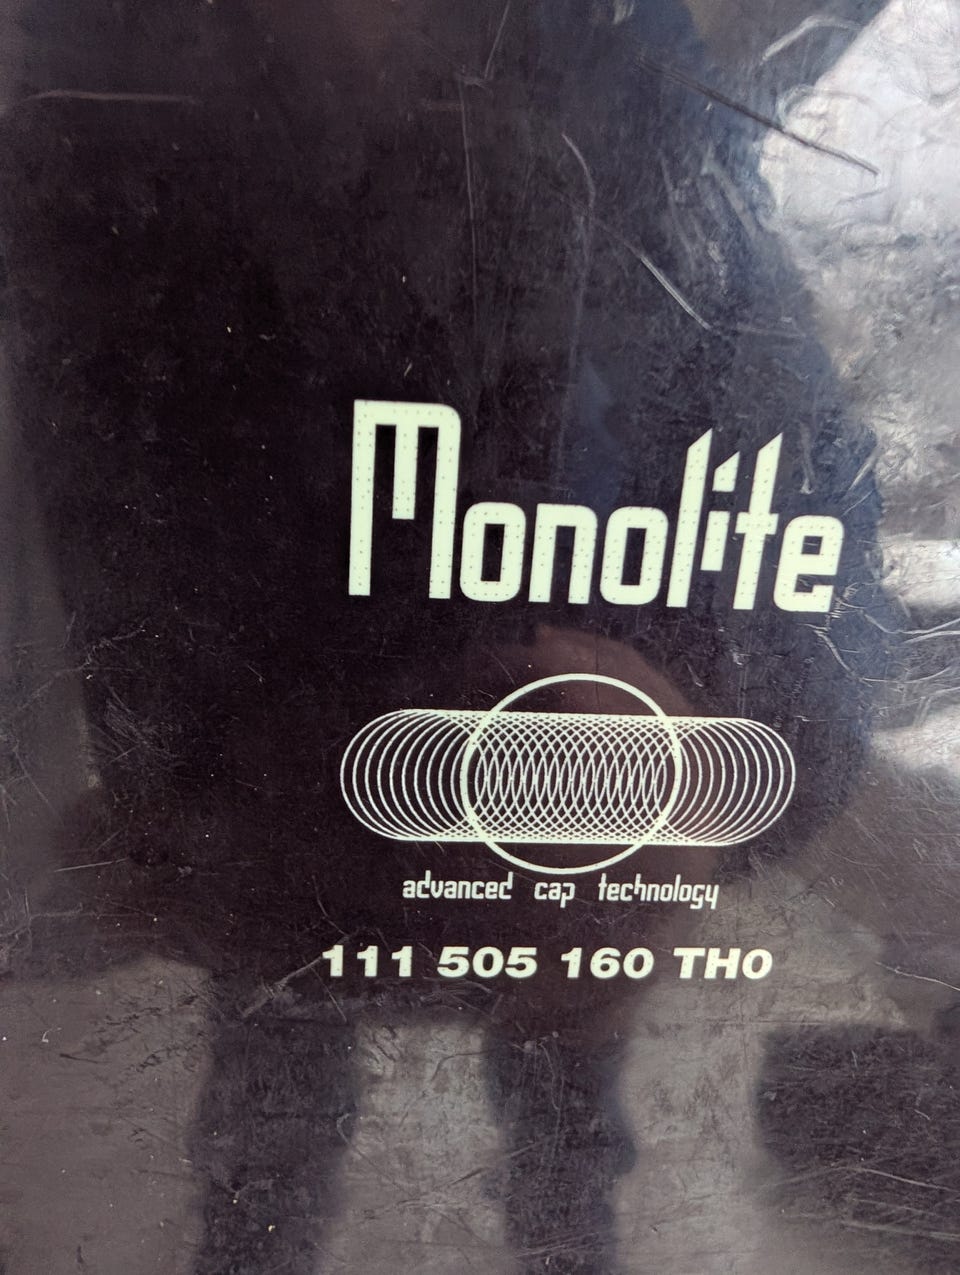 Monolite
advanced cap technology
111 505 160 THO